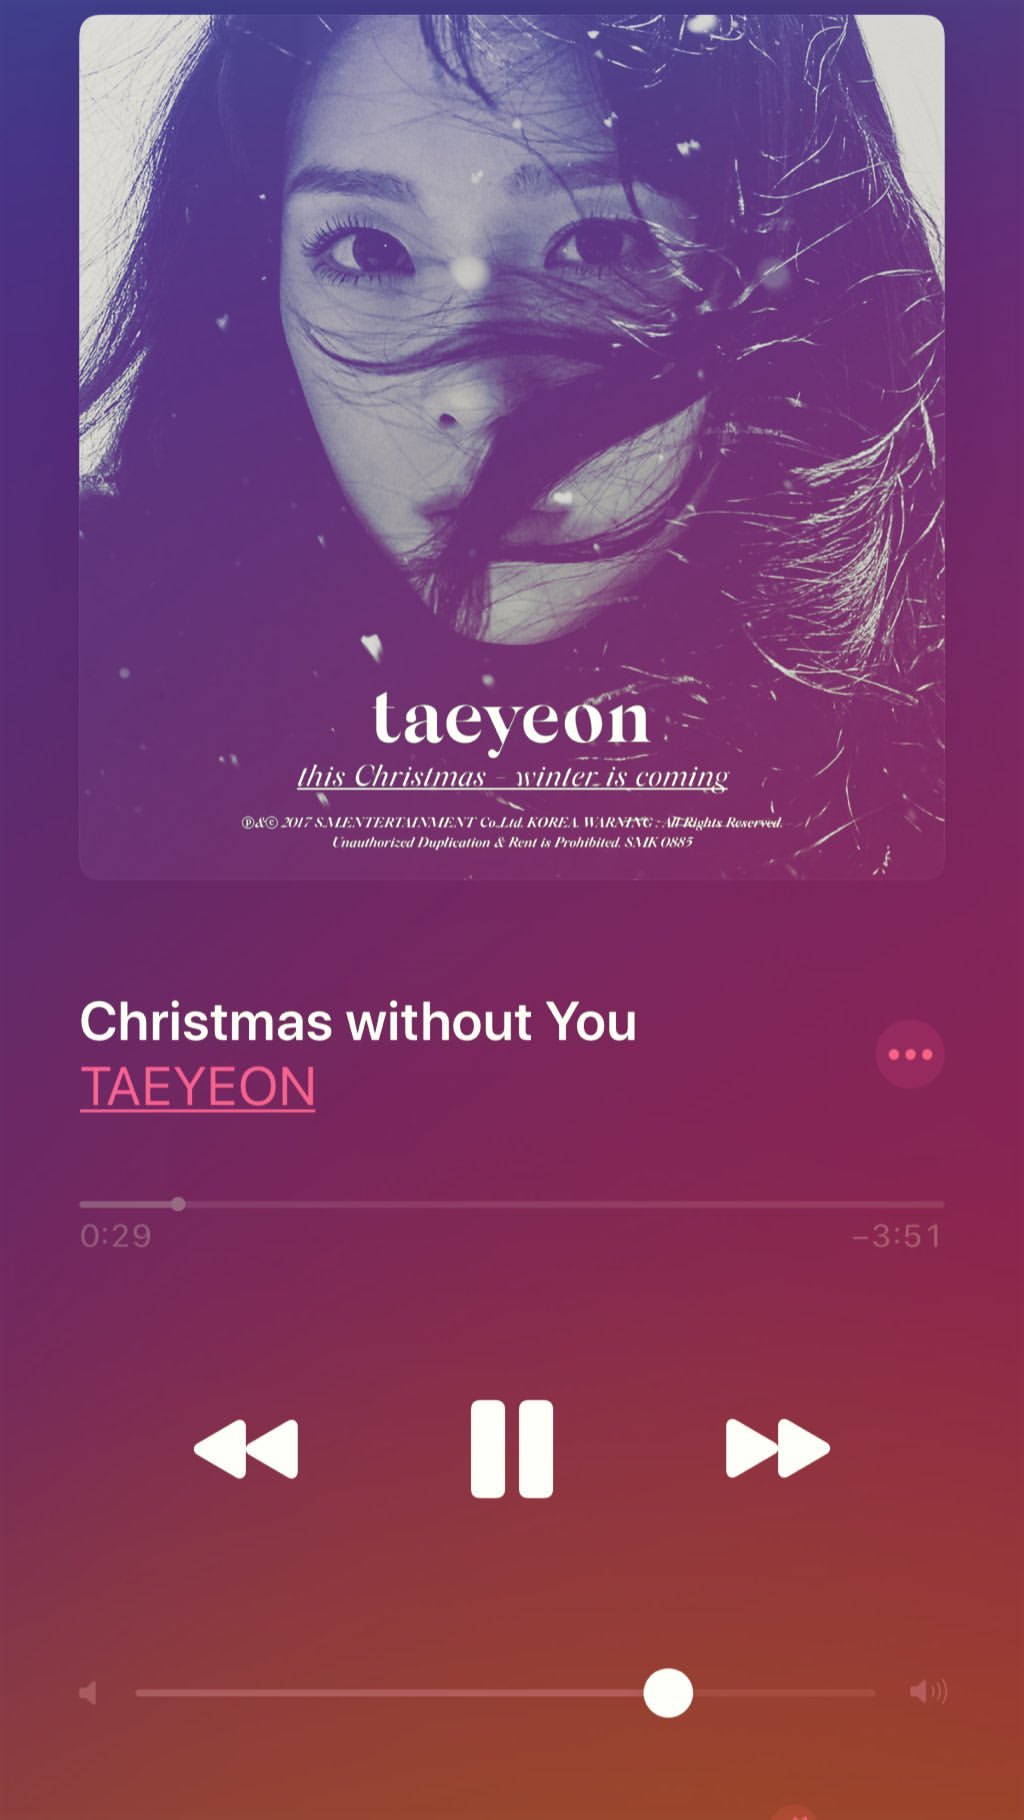 taeyeon
this Christmas - winter is coming
℗&© 2017 S.M.ENTERTAINMENT Co.,Ltd. KOREA. WARNING : All Rights Reserved.
Unauthorized Duplication & Rent is Prohibited. SMK 0885
Christmas without You
TAEYEON
0:29 -3:51